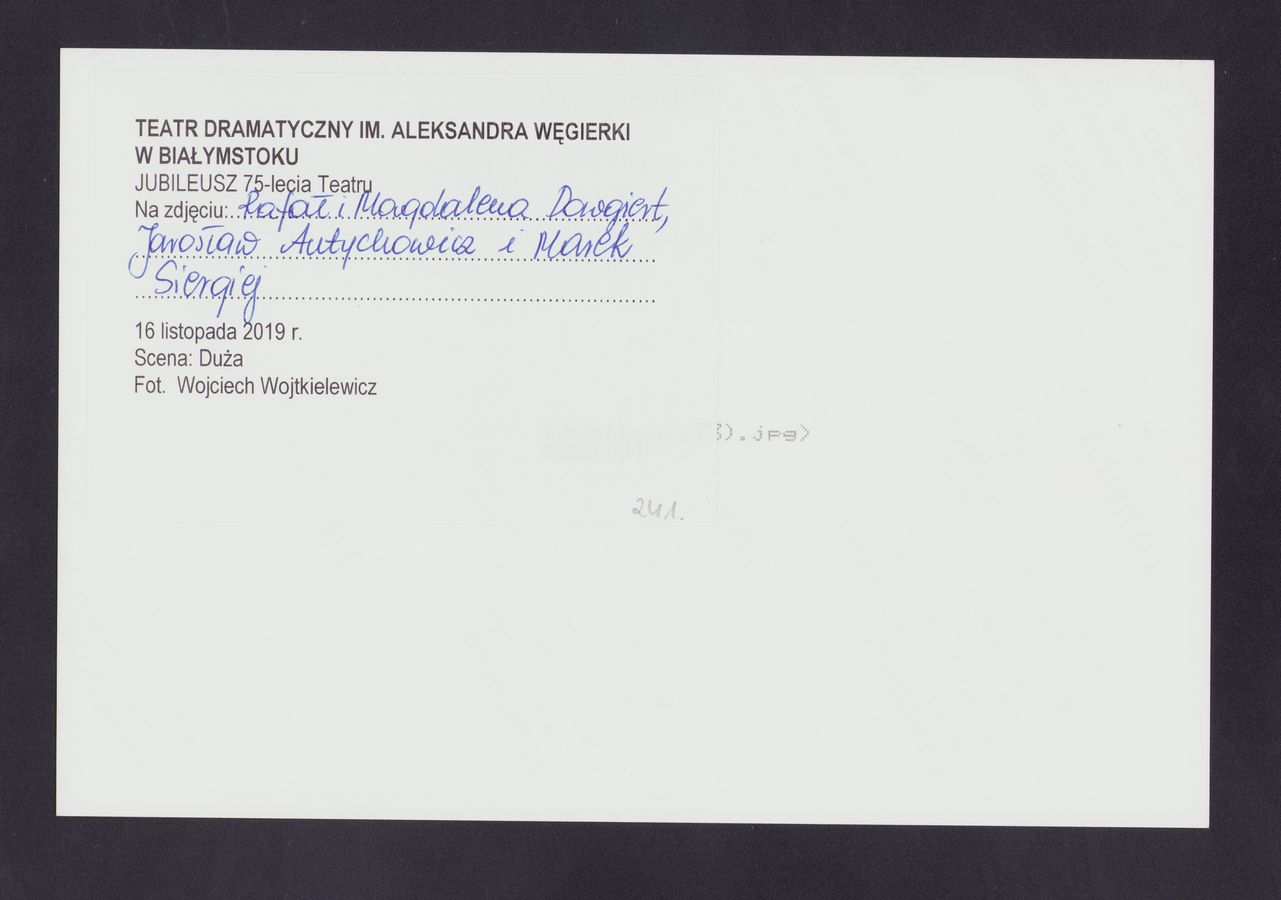 TEATR DRAMATYCZNY IM. ALEKSANDRA WĘGIERKI
W BIAŁYMSTOKU
JUBILEUSZ 75-lecia Teatru
Na zdjęciu: Rafał i Magdalena Dawgiert,
Jarosław Antychowicz i Marek
Siergiej
16 listopada 2019 r.
Scena: Duża
Fot. Wojciech Wojtkielewicz
).jpg)
241.